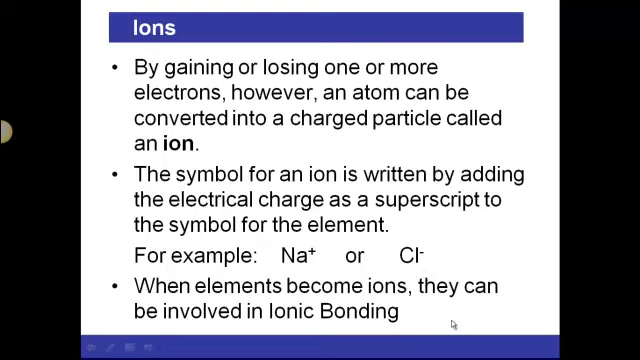 Ions
• By gaining or losing one or more
electrons, however, an atom can be
converted into a charged particle called
an ion.
• The symbol for an ion is written by adding
the electrical charge as a superscript to
the symbol for the element.
For example: Na⁺ or Cl⁻
• When elements become ions, they can
be involved in Ionic Bonding